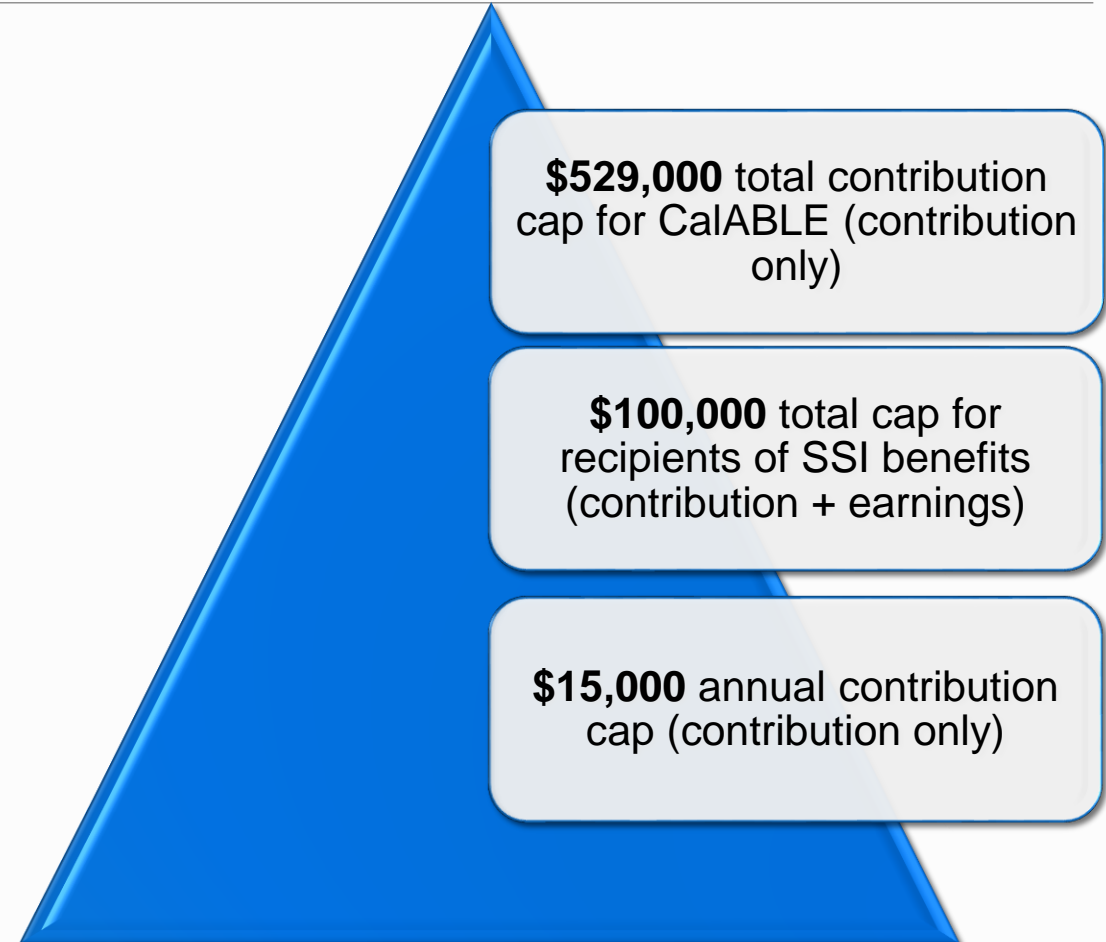 $529,000 total contribution
cap for CalABLE (contribution
only)
$100,000 total cap for
recipients of SSI benefits
(contribution + earnings)
$15,000 annual contribution
cap (contribution only)